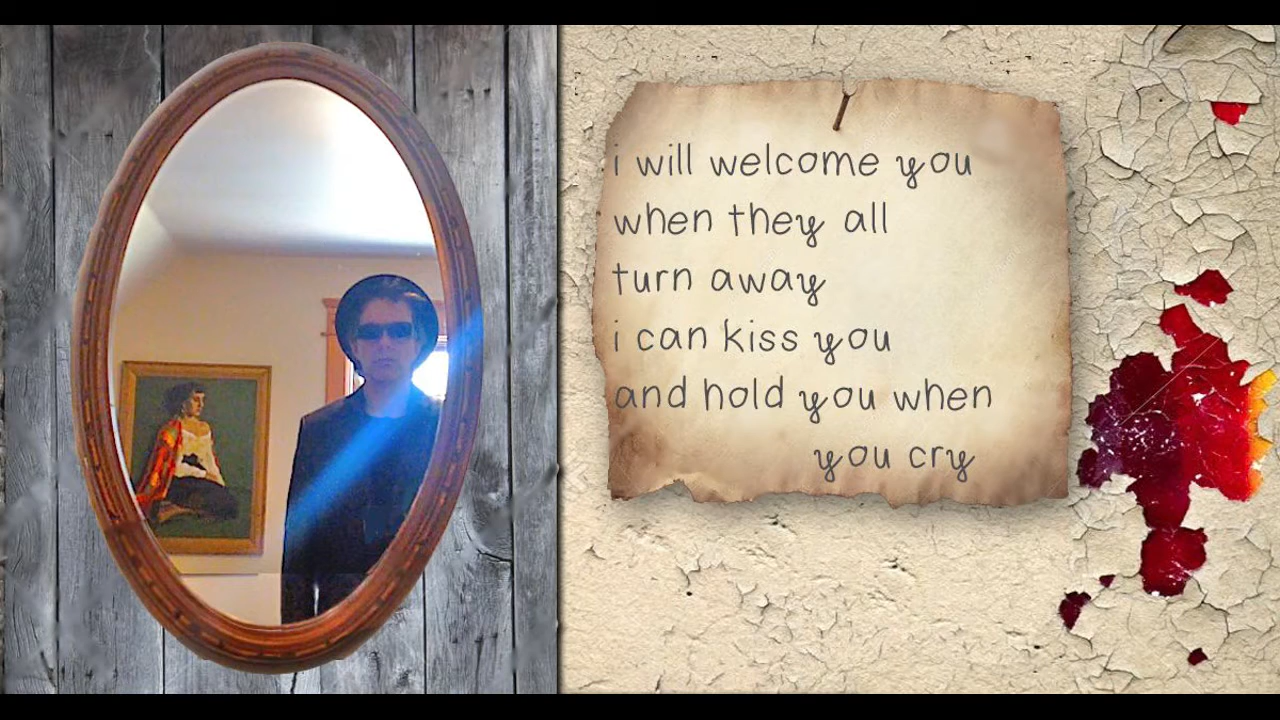 i will welcome you
when they all
turn away
i can kiss you
and hold you when
you cry